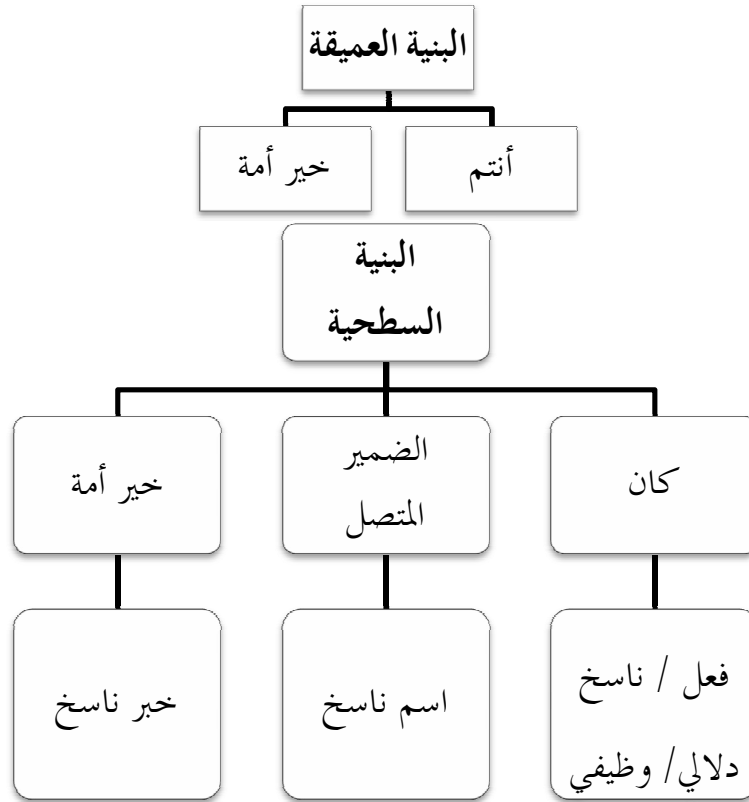 البنية العميقة
أنتم
خير أمة
البنية
السطحية
كان
الضمير
المتصل
خير أمة
فعل / ناسخ
دلالي/ وظيفي
اسم ناسخ
خبر ناسخ